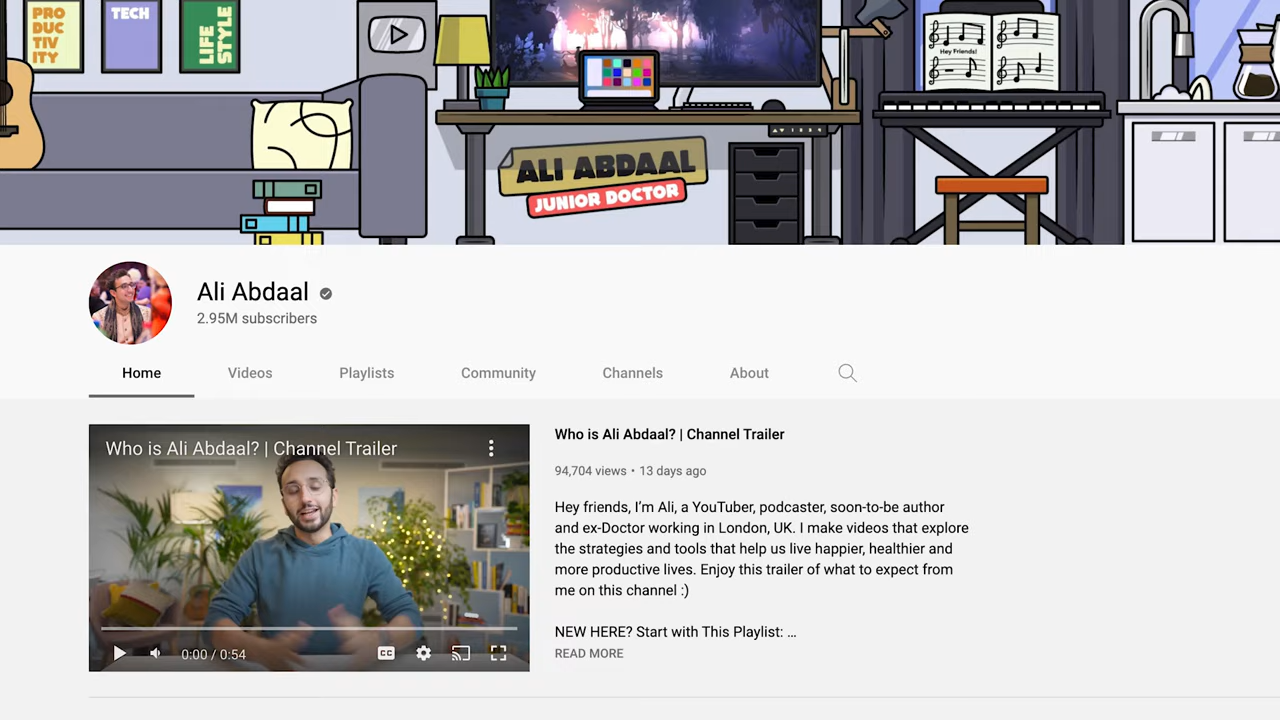 PRO
DUC
TIV
ITY
TECH
LIFE
STYLE
Hey Friends!
ALI ABDAAL
JUNIOR DOCTOR
Ali Abdaal
2.95M subscribers
Home Videos Playlists Community Channels About
Who is Ali Abdaal? | Channel Trailer
0:00 / 0:54
CC
Who is Ali Abdaal? | Channel Trailer
94,704 views • 13 days ago
Hey friends, I’m Ali, a YouTuber, podcaster, soon-to-be author
and ex-Doctor working in London, UK. I make videos that explore
the strategies and tools that help us live happier, healthier and
more productive lives. Enjoy this trailer of what to expect from
me on this channel :)
NEW HERE? Start with This Playlist: ...
READ MORE